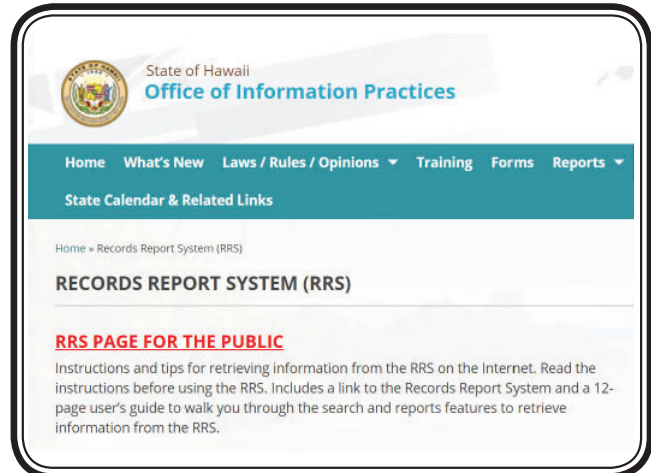 State of Hawaii
Office of Information Practices
Home What's New Laws / Rules / Opinions Training Forms Reports
State Calendar & Related Links
Home » Records Report System (RRS)
RECORDS REPORT SYSTEM (RRS)
RRS PAGE FOR THE PUBLIC
Instructions and tips for retrieving information from the RRS on the Internet. Read the
instructions before using the RRS. Includes a link to the Records Report System and a 12-
page user's guide to walk you through the search and reports features to retrieve
information from the RRS.